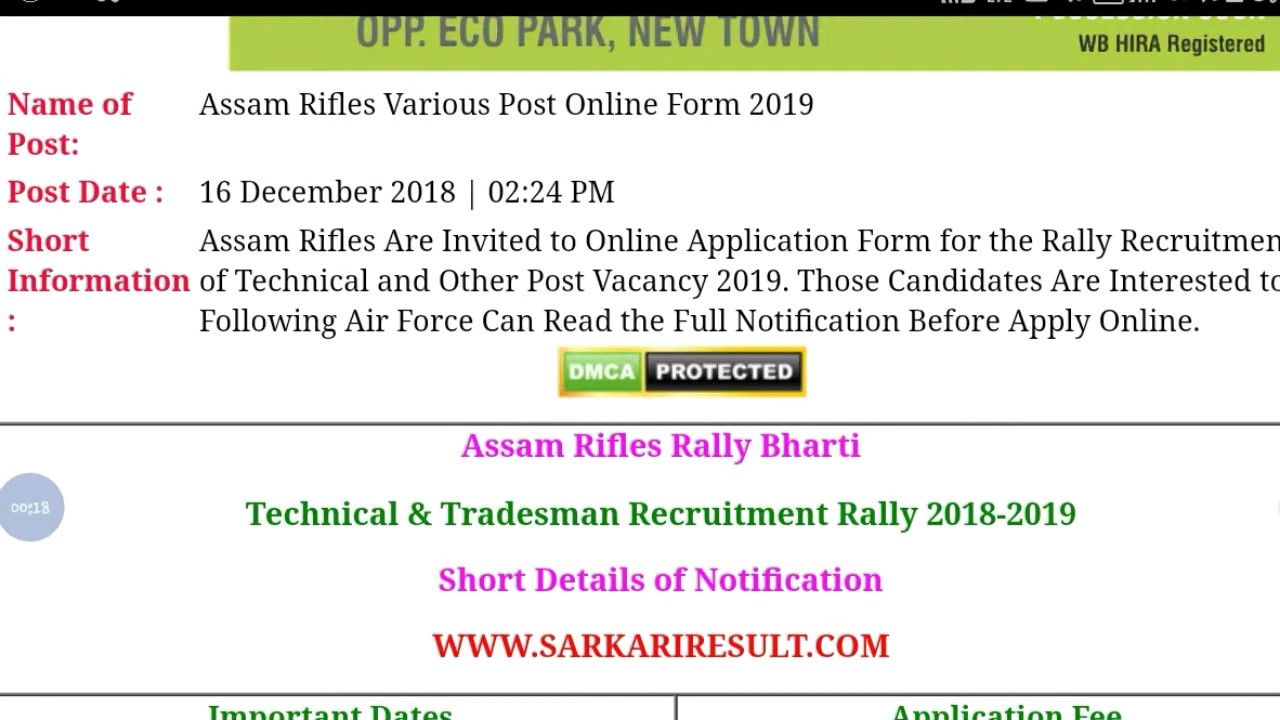 OPP. ECO PARK, NEW TOWN
WB HIRA Registered
Name of Post:
Assam Rifles Various Post Online Form 2019
Post Date :
16 December 2018 | 02:24 PM
Short Information :
Assam Rifles Are Invited to Online Application Form for the Rally Recruitmen
of Technical and Other Post Vacancy 2019. Those Candidates Are Interested to
Following Air Force Can Read the Full Notification Before Apply Online.
DMCA PROTECTED
Assam Rifles Rally Bharti
00:18
Technical & Tradesman Recruitment Rally 2018-2019
Short Details of Notification
WWW.SARKARIRESULT.COM
Important Dates
Application Fee